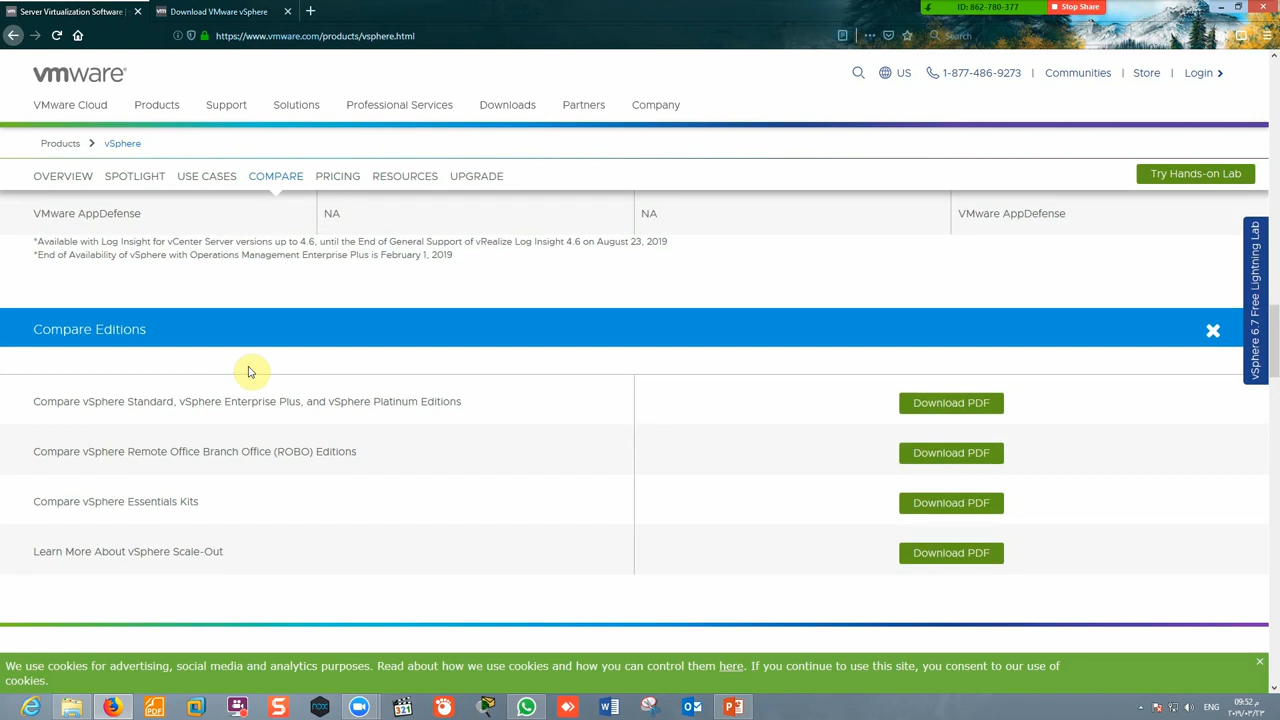 Server Virtualization Software |
Download VMware vSphere
ID: 862-780-377
Stop Share
https://www.vmware.com/products/vsphere.html
Search
vmware®
US
1-877-486-9273
Communities
Store
Login
VMware Cloud
Products
Support
Solutions
Professional Services
Downloads
Partners
Company
Products
vSphere
OVERVIEW
SPOTLIGHT
USE CASES
COMPARE
PRICING
RESOURCES
UPGRADE
Try Hands-on Lab
VMware AppDefense
NA
NA
VMware AppDefense
*Available with Log Insight for vCenter Server versions up to 4.6, until the End of General Support of vRealize Log Insight 4.6 on August 23, 2019
*End of Availability of vSphere with Operations Management Enterprise Plus is February 1, 2019
vSphere 6.7 Free Lightning Lab
Compare Editions
Compare vSphere Standard, vSphere Enterprise Plus, and vSphere Platinum Editions
Download PDF
Compare vSphere Remote Office Branch Office (ROBO) Editions
Download PDF
Compare vSphere Essentials Kits
Download PDF
Learn More About vSphere Scale-Out
Download PDF
We use cookies for advertising, social media and analytics purposes. Read about how we use cookies and how you can control them here. If you continue to use this site, you consent to our use of
cookies.
PDF
321
nox
ENG
م 09:52
٢٠١٩/٠٣/٢٣